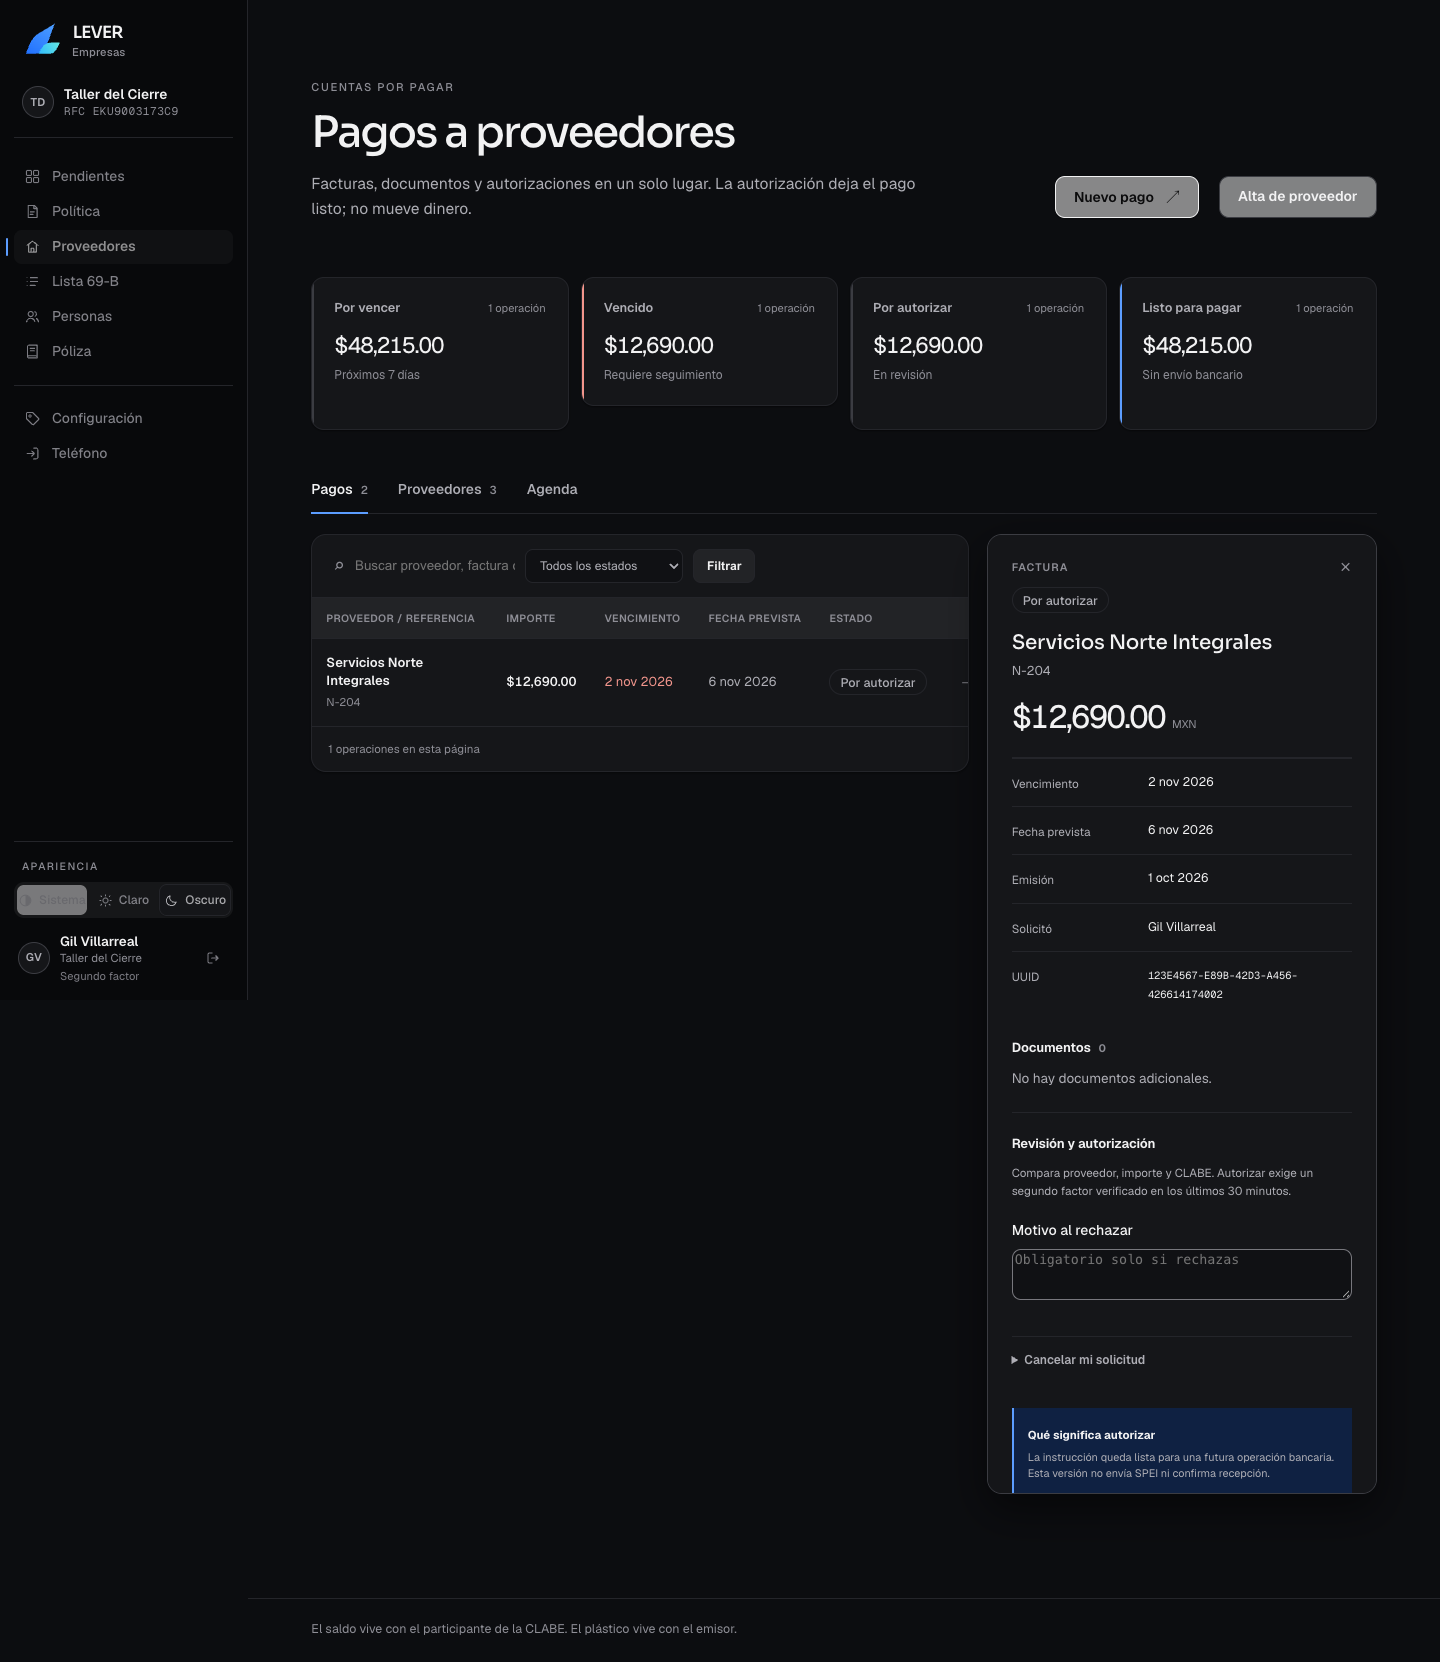 LEVER
Empresas
TD
Taller del Cierre
RFC EKU9003173C9
Pendientes
Política
Proveedores
Lista 69-B
Personas
Póliza
Configuración
Teléfono
APARIENCIA
Sistema
Claro
Oscuro
GV
Gil Villarreal
Taller del Cierre
Segundo factor
CUENTAS POR PAGAR
Pagos a proveedores
Facturas, documentos y autorizaciones en un solo lugar. La autorización deja el pago
listo; no mueve dinero.
Nuevo pago
Alta de proveedor
Por vencer
1 operación
$48,215.00
Próximos 7 días
Vencido
1 operación
$12,690.00
Requiere seguimiento
Por autorizar
1 operación
$12,690.00
En revisión
Listo para pagar
1 operación
$48,215.00
Sin envío bancario
Pagos 2
Proveedores 3
Agenda
Buscar proveedor, factura
Todos los estados
Filtrar
PROVEEDOR / REFERENCIA IMPORTE VENCIMIENTO FECHA PREVISTA ESTADO
Servicios Norte
Integrales
N-204
$12,690.00
2 nov 2026
6 nov 2026
Por autorizar
1 operaciones en esta página
FACTURA
Por autorizar
Servicios Norte Integrales
N-204
$12,690.00 MXN
Vencimiento 2 nov 2026
Fecha prevista 6 nov 2026
Emisión 1 oct 2026
Solicitó Gil Villarreal
UUID 123E4567-E89B-42D3-A456-
426614174002
Documentos 0
No hay documentos adicionales.
Revisión y autorización
Compara proveedor, importe y CLABE. Autorizar exige un
segundo factor verificado en los últimos 30 minutos.
Motivo al rechazar
Obligatorio solo si rechazas
Cancelar mi solicitud
Qué significa autorizar
La instrucción queda lista para una futura operación bancaria.
Esta versión no envía SPEI ni confirma recepción.
El saldo vive con el participante de la CLABE. El plástico vive con el emisor.